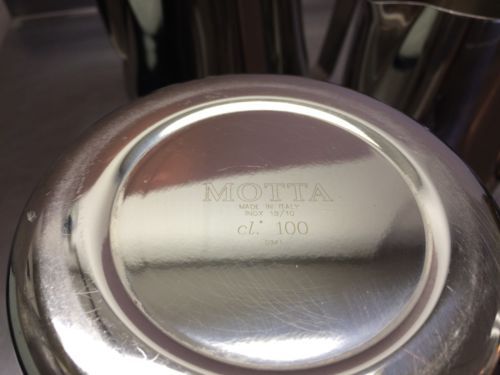 MOTTA
MADE IN ITALY
INOX 18/10
cl. 100